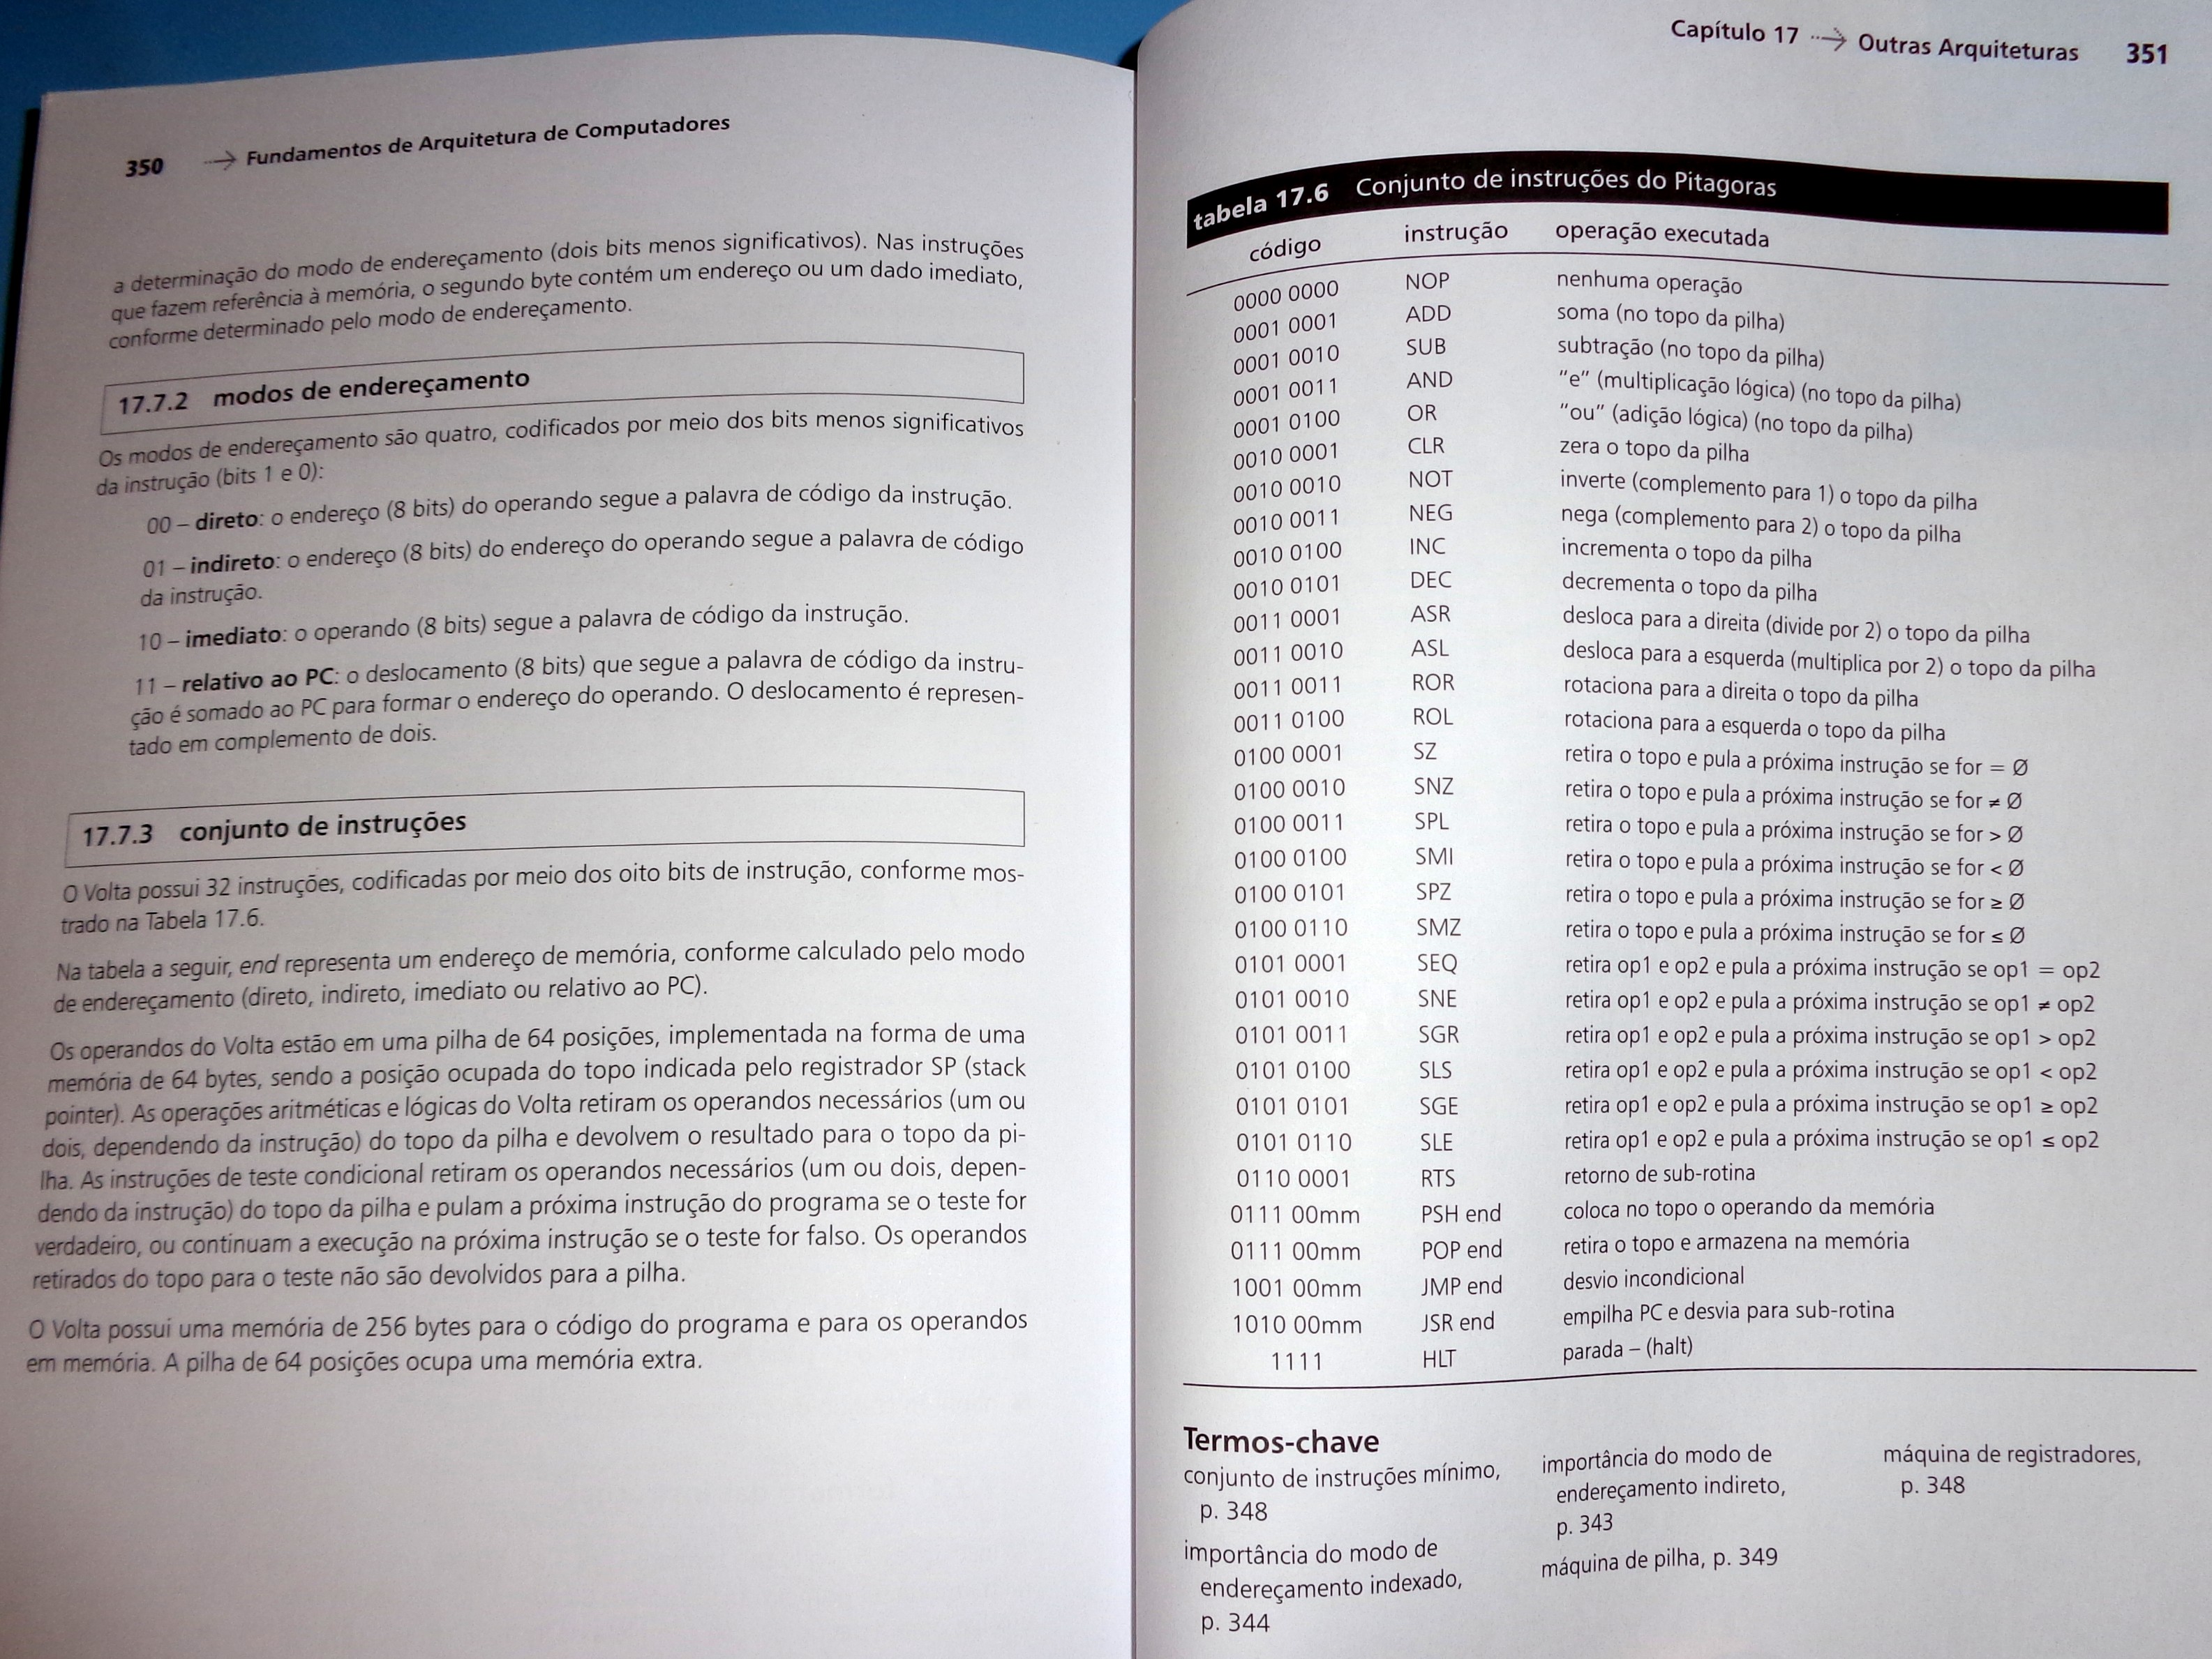 350 ⇢ Fundamentos de Arquitetura de Computadores
a determinação do modo de endereçamento (dois bits menos significativos). Nas instruções
que fazem referência à memória, o segundo byte contém um endereço ou um dado imediato,
conforme determinado pelo modo de endereçamento.
17.7.2 modos de endereçamento
Os modos de endereçamento são quatro, codificados por meio dos bits menos significativos
da instrução (bits 1 e 0):
00 – direto: o endereço (8 bits) do operando segue a palavra de código da instrução.
01 – indireto: o endereço (8 bits) do endereço do operando segue a palavra de código
da instrução.
10 – imediato: o operando (8 bits) segue a palavra de código da instrução.
11 – relativo ao PC: o deslocamento (8 bits) que segue a palavra de código da instru-
ção é somado ao PC para formar o endereço do operando. O deslocamento é represen-
tado em complemento de dois.
17.7.3 conjunto de instruções
O Volta possui 32 instruções, codificadas por meio dos oito bits de instrução, conforme mos-
trado na Tabela 17.6.
Na tabela a seguir, end representa um endereço de memória, conforme calculado pelo modo
de endereçamento (direto, indireto, imediato ou relativo ao PC).
Os operandos do Volta estão em uma pilha de 64 posições, implementada na forma de uma
memória de 64 bytes, sendo a posição ocupada do topo indicada pelo registrador SP (stack
pointer). As operações aritméticas e lógicas do Volta retiram os operandos necessários (um ou
dois, dependendo da instrução) do topo da pilha e devolvem o resultado para o topo da pi-
lha. As instruções de teste condicional retiram os operandos necessários (um ou dois, depen-
dendo da instrução) do topo da pilha e pulam a próxima instrução do programa se o teste for
verdadeiro, ou continuam a execução na próxima instrução se o teste for falso. Os operandos
retirados do topo para o teste não são devolvidos para a pilha.
O Volta possui uma memória de 256 bytes para o código do programa e para os operandos
em memória. A pilha de 64 posições ocupa uma memória extra.
Capítulo 17 ⇢ Outras Arquiteturas 351
tabela 17.6 Conjunto de instruções do Pitagoras
código instrução operação executada
0000 0000 NOP nenhuma operação
0001 0001 ADD soma (no topo da pilha)
0001 0010 SUB subtração (no topo da pilha)
0001 0011 AND "e" (multiplicação lógica) (no topo da pilha)
0001 0100 OR "ou" (adição lógica) (no topo da pilha)
0010 0001 CLR zera o topo da pilha
0010 0010 NOT inverte (complemento para 1) o topo da pilha
0010 0011 NEG nega (complemento para 2) o topo da pilha
0010 0100 INC incrementa o topo da pilha
0010 0101 DEC decrementa o topo da pilha
0011 0001 ASR desloca para a direita (divide por 2) o topo da pilha
0011 0010 ASL desloca para a esquerda (multiplica por 2) o topo da pilha
0011 0011 ROR rotaciona para a direita o topo da pilha
0011 0100 ROL rotaciona para a esquerda o topo da pilha
0100 0001 SZ retira o topo e pula a próxima instrução se for = Ø
0100 0010 SNZ retira o topo e pula a próxima instrução se for ≠ Ø
0100 0011 SPL retira o topo e pula a próxima instrução se for > Ø
0100 0100 SMI retira o topo e pula a próxima instrução se for < Ø
0100 0101 SPZ retira o topo e pula a próxima instrução se for ≥ Ø
0100 0110 SMZ retira o topo e pula a próxima instrução se for ≤ Ø
0101 0001 SEQ retira op1 e op2 e pula a próxima instrução se op1 = op2
0101 0010 SNE retira op1 e op2 e pula a próxima instrução se op1 ≠ op2
0101 0011 SGR retira op1 e op2 e pula a próxima instrução se op1 > op2
0101 0100 SLS retira op1 e op2 e pula a próxima instrução se op1 < op2
0101 0101 SGE retira op1 e op2 e pula a próxima instrução se op1 ≥ op2
0101 0110 SLE retira op1 e op2 e pula a próxima instrução se op1 ≤ op2
0110 0001 RTS retorno de sub-rotina
0111 00mm PSH end coloca no topo o operando da memória
0111 00mm POP end retira o topo e armazena na memória
1001 00mm JMP end desvio incondicional
1010 00mm JSR end empilha PC e desvia para sub-rotina
1111 HLT parada – (halt)
Termos-chave
conjunto de instruções mínimo,
p. 348
importância do modo de
endereçamento indexado,
p. 344
importância do modo de
endereçamento indireto,
p. 343
máquina de pilha, p. 349
máquina de registradores,
p. 348